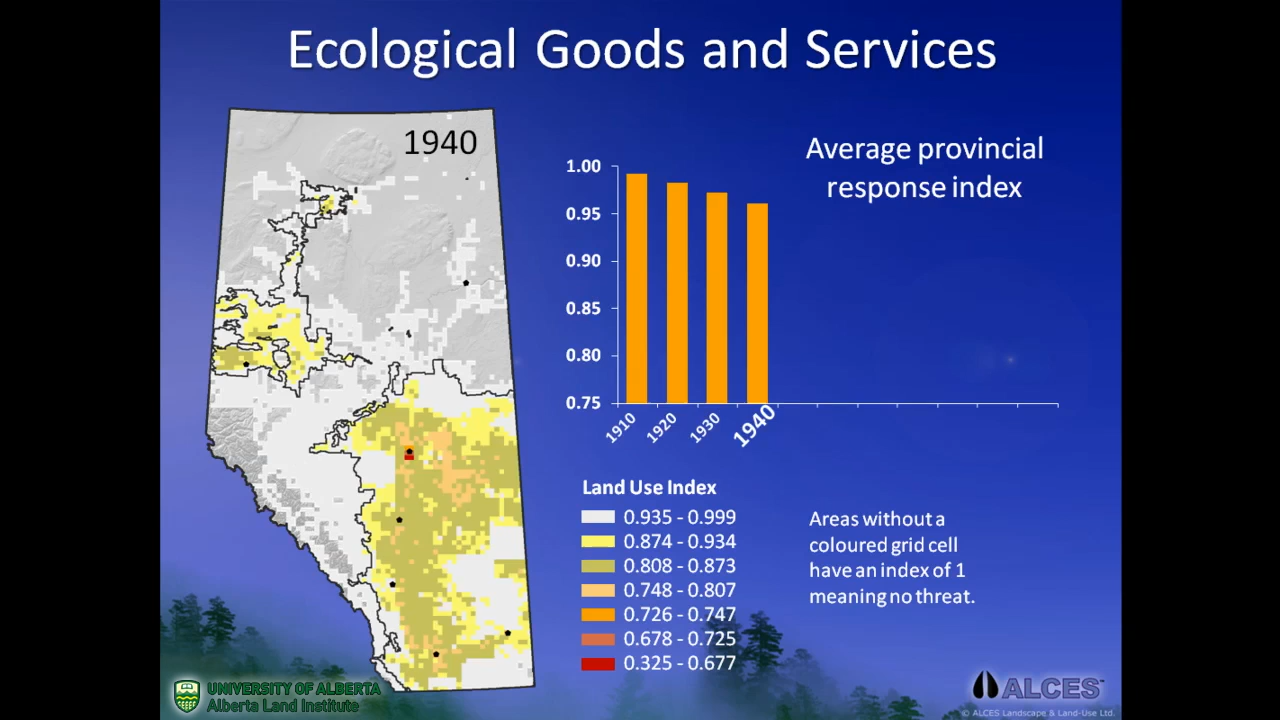 Ecological Goods and Services
1940
Average provincial
response index
1.00
0.95
0.90
0.85
0.80
0.75
1910
1920
1930
1940
Land Use Index
0.935 - 0.999
0.874 - 0.934
0.808 - 0.873
0.748 - 0.807
0.726 - 0.747
0.678 - 0.725
0.325 - 0.677
Areas without a
coloured grid cell
have an index of 1
meaning no threat.
UNIVERSITY OF ALBERTA
Alberta Land Institute
ALCES™
© ALCES Landscape & Land-Use Ltd.